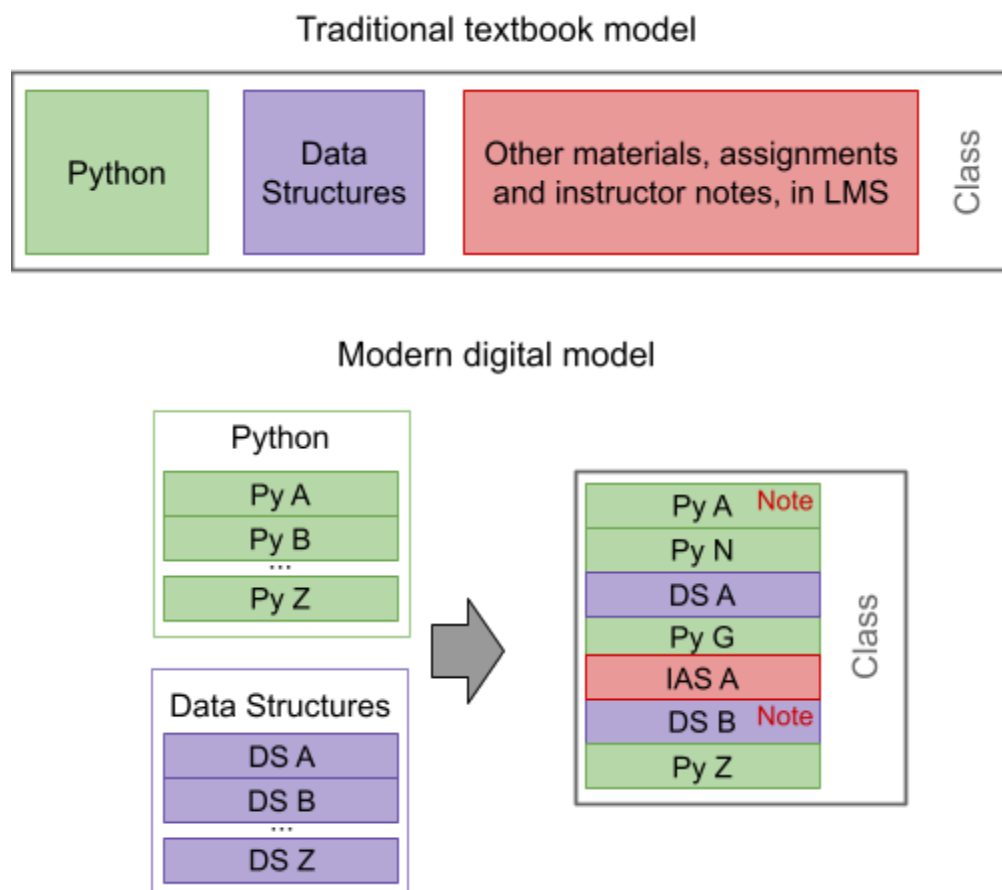 Traditional textbook model
Python
Data
Structures
Other materials, assignments
and instructor notes, in LMS
Class
Modern digital model
Python
Py A
Py B
...
Py Z
Data Structures
DS A
DS B
...
DS Z
Py A Note
Py N
DS A
Py G
IAS A
DS B Note
Py Z
Class